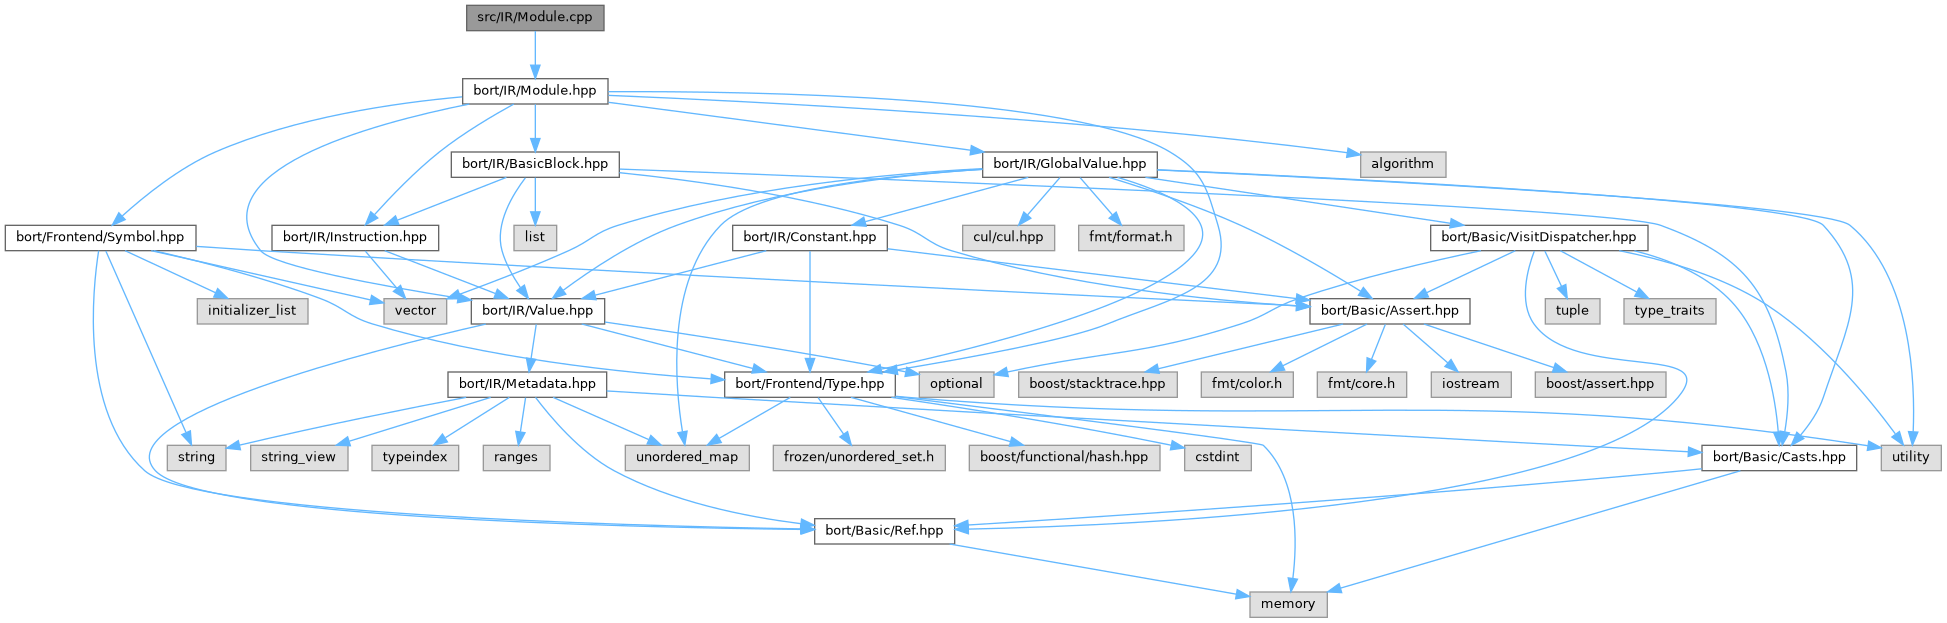 src/IR/Module.cpp
bort/IR/Module.hpp
bort/IR/BasicBlock.hpp
bort/IR/GlobalValue.hpp
algorithm
bort/Frontend/Symbol.hpp
bort/IR/Instruction.hpp
list
bort/IR/Constant.hpp
cul/cul.hpp
fmt/format.h
bort/Basic/VisitDispatcher.hpp
initializer_list
vector
bort/IR/Value.hpp
bort/Basic/Assert.hpp
tuple
type_traits
bort/IR/Metadata.hpp
bort/Frontend/Type.hpp
optional
boost/stacktrace.hpp
fmt/color.h
fmt/core.h
iostream
boost/assert.hpp
string
string_view
typeindex
ranges
unordered_map
frozen/unordered_set.h
boost/functional/hash.hpp
cstdint
bort/Basic/Casts.hpp
utility
bort/Basic/Ref.hpp
memory